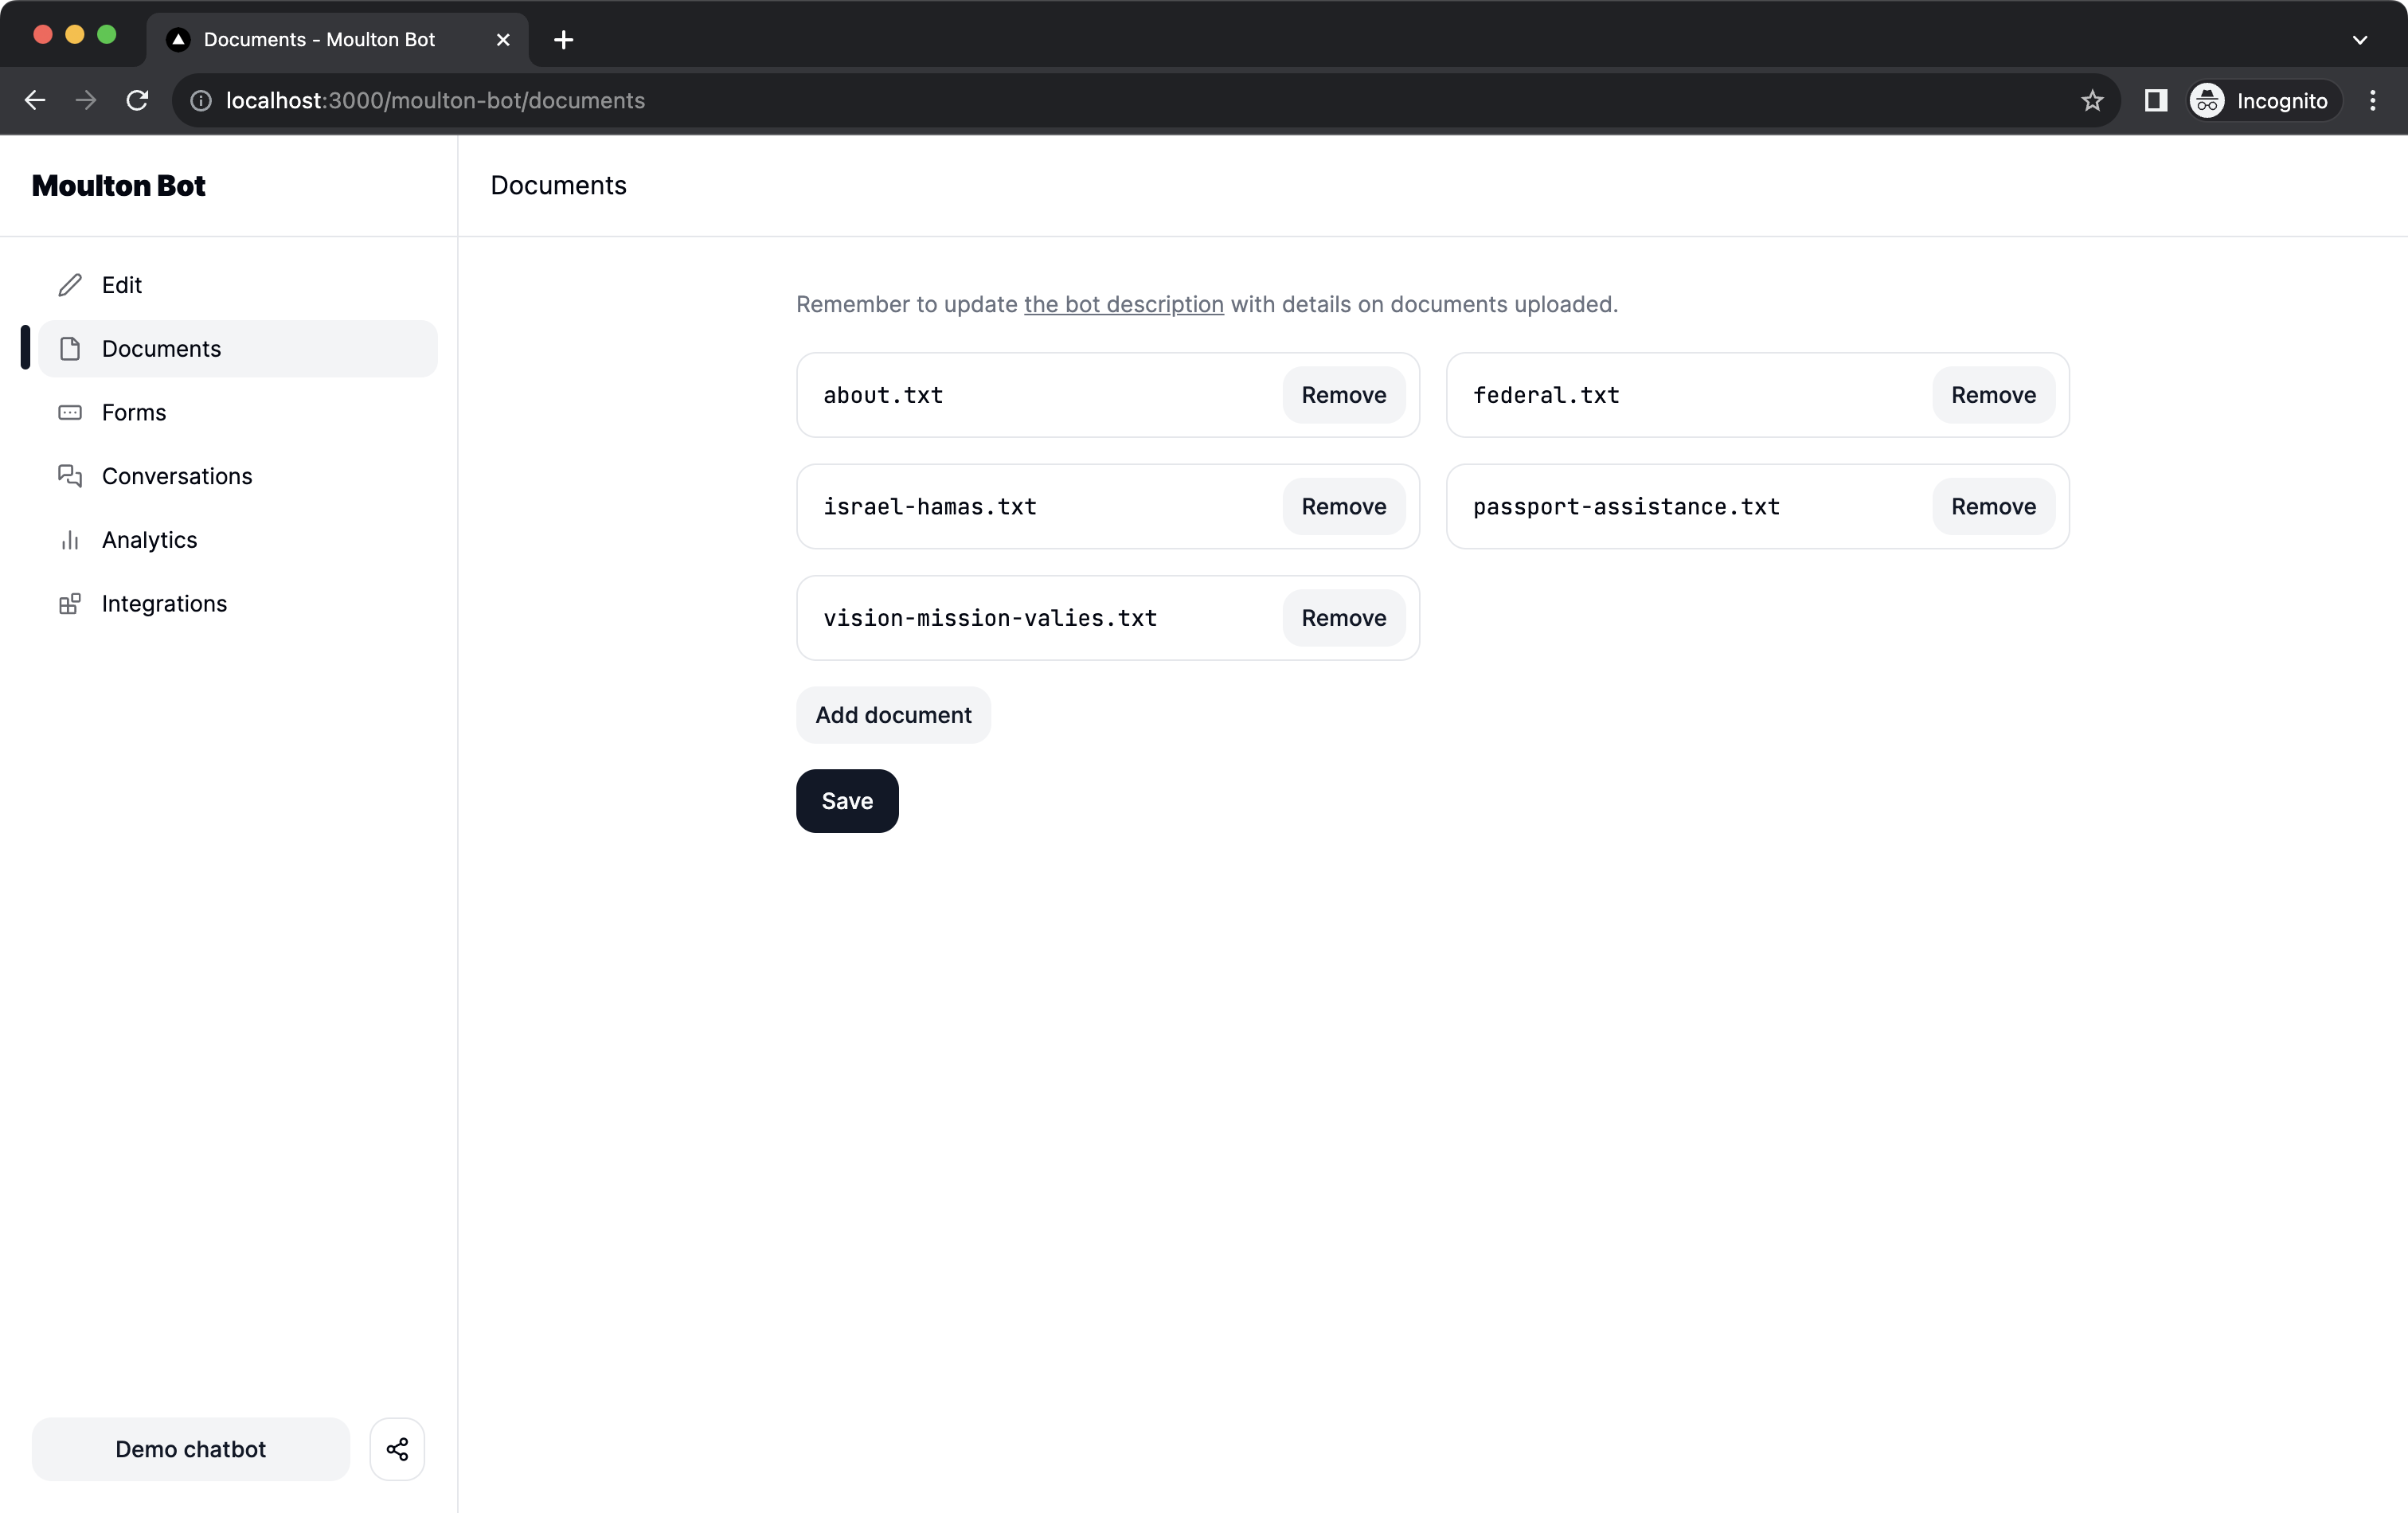 Documents - Moulton Bot
localhost:3000/moulton-bot/documents
Incognito
Moulton Bot
Documents
Edit
Documents
Forms
Conversations
Analytics
Integrations
Remember to update the bot description with details on documents uploaded.
about.txt Remove
federal.txt Remove
israel-hamas.txt Remove
passport-assistance.txt Remove
vision-mission-valies.txt Remove
Add document
Save
Demo chatbot